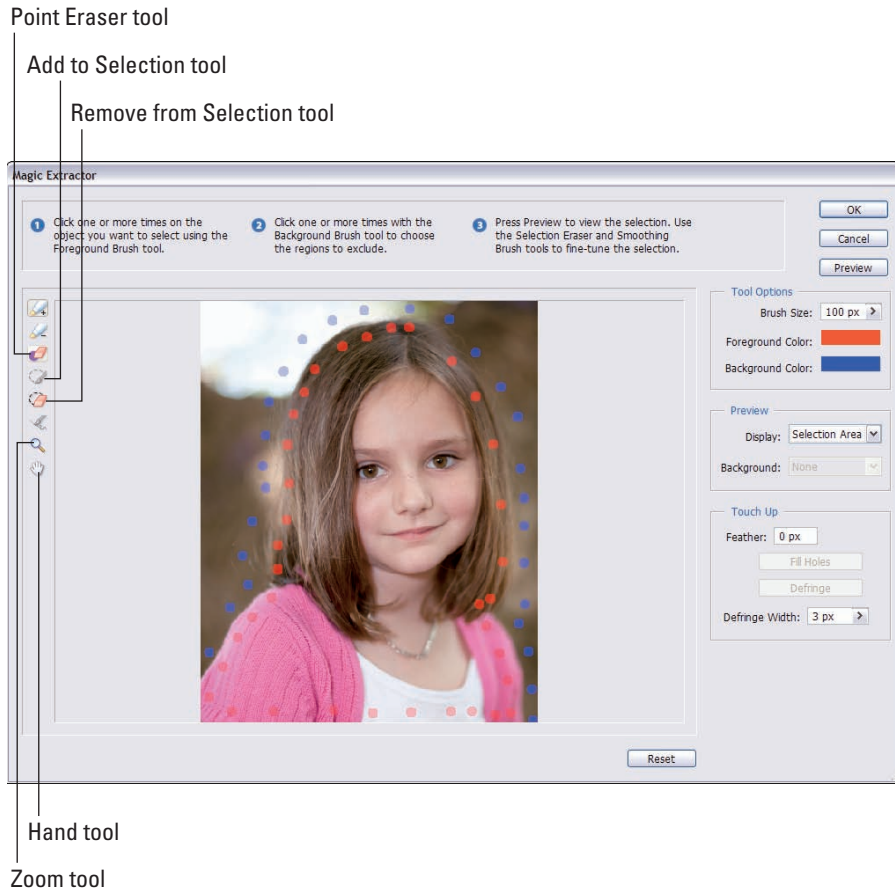 Point Eraser tool
Add to Selection tool
Remove from Selection tool
Magic Extractor
1 Click one or more times on the
object you want to select using the
Foreground Brush tool.
2 Click one or more times with the
Background Brush tool to choose
the regions to exclude.
3 Press Preview to view the selection. Use
the Selection Eraser and Smoothing
Brush tools to fine-tune the selection.
OK
Cancel
Preview
Tool Options
Brush Size: 100 px
Foreground Color:
Background Color:
Preview
Display: Selection Area
Background: None
Touch Up
Feather: 0 px
Fill Holes
Defringe
Defringe Width: 3 px
Reset
Hand tool
Zoom tool